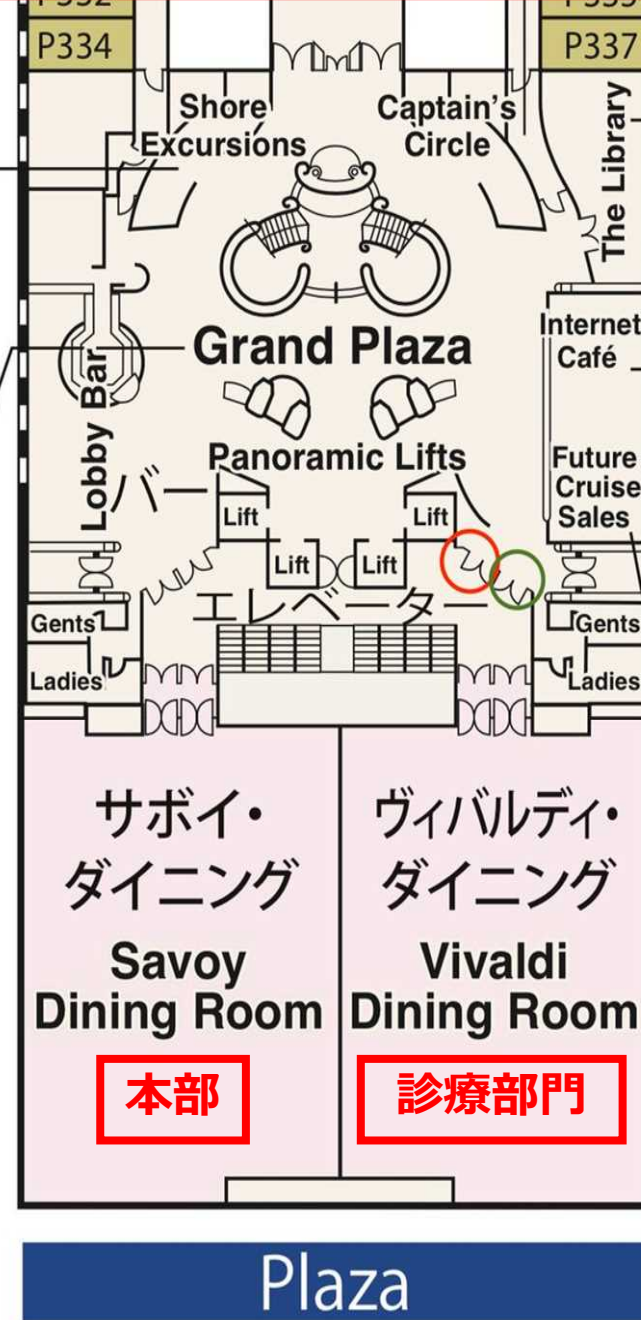 P334
P337
Shore
Excursions
Captain's
Circle
The Library
Grand Plaza
Internet
Café
Lobby Bar
バー
Panoramic Lifts
Future
Cruise
Sales
Lift
Lift
Lift
Lift
エレベーター
Gents
Gents
Ladies
Ladies
サボイ・
ダイニング
ヴィバルディ・
ダイニング
Savoy
Dining Room
Vivaldi
Dining Room
本部
診療部門
Plaza